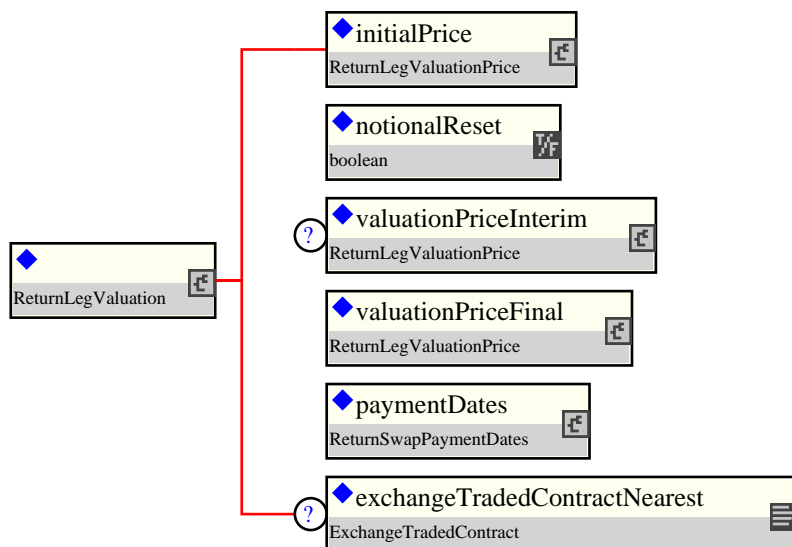 initialPrice
ReturnLegValuationPrice
notionalReset
T/F
boolean
?
valuationPriceInterim
ReturnLegValuationPrice
ReturnLegValuation
valuationPriceFinal
ReturnLegValuationPrice
paymentDates
ReturnSwapPaymentDates
?
exchangeTradedContractNearest
ExchangeTradedContract